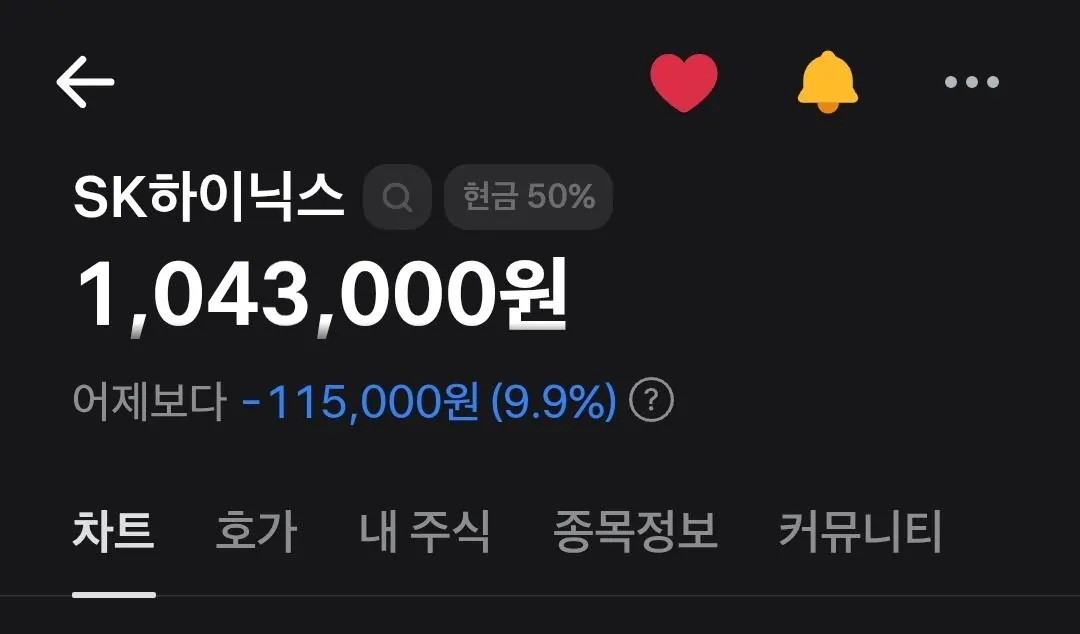 SK하이닉스 현금 50%
1,043,000원
어제보다 -115,000원 (9.9%) ?
차트 호가 내 주식 종목정보 커뮤니티